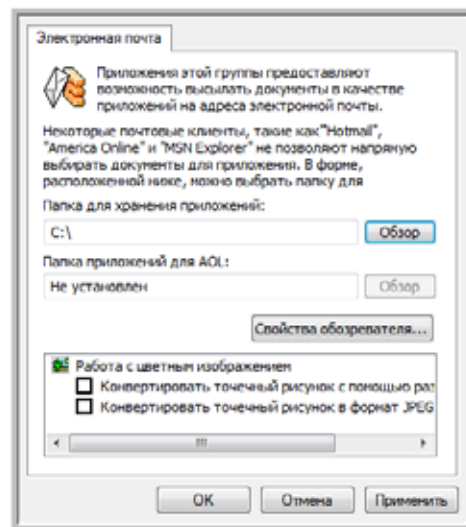 Электронная почта
Приложения этой группы предоставляют
возможность высылать документы в качестве
приложений на адреса электронной почты.
Некоторые почтовые клиенты, такие как"Hotmail",
"America Online" и "MSN Explorer" не позволяют напрямую
выбирать документы для приложения. В форме,
расположенной ниже, можно выбрать папку для
Папка для хранения приложений:
C:\ Обзор
Папка приложений для AOL:
Не установлен Обзор
Свойства обозревателя...
Работа с цветным изображением
Конвертировать точечный рисунок с помощью раз
Конвертировать точечный рисунок в формат JPEG
OK Отмена Применить